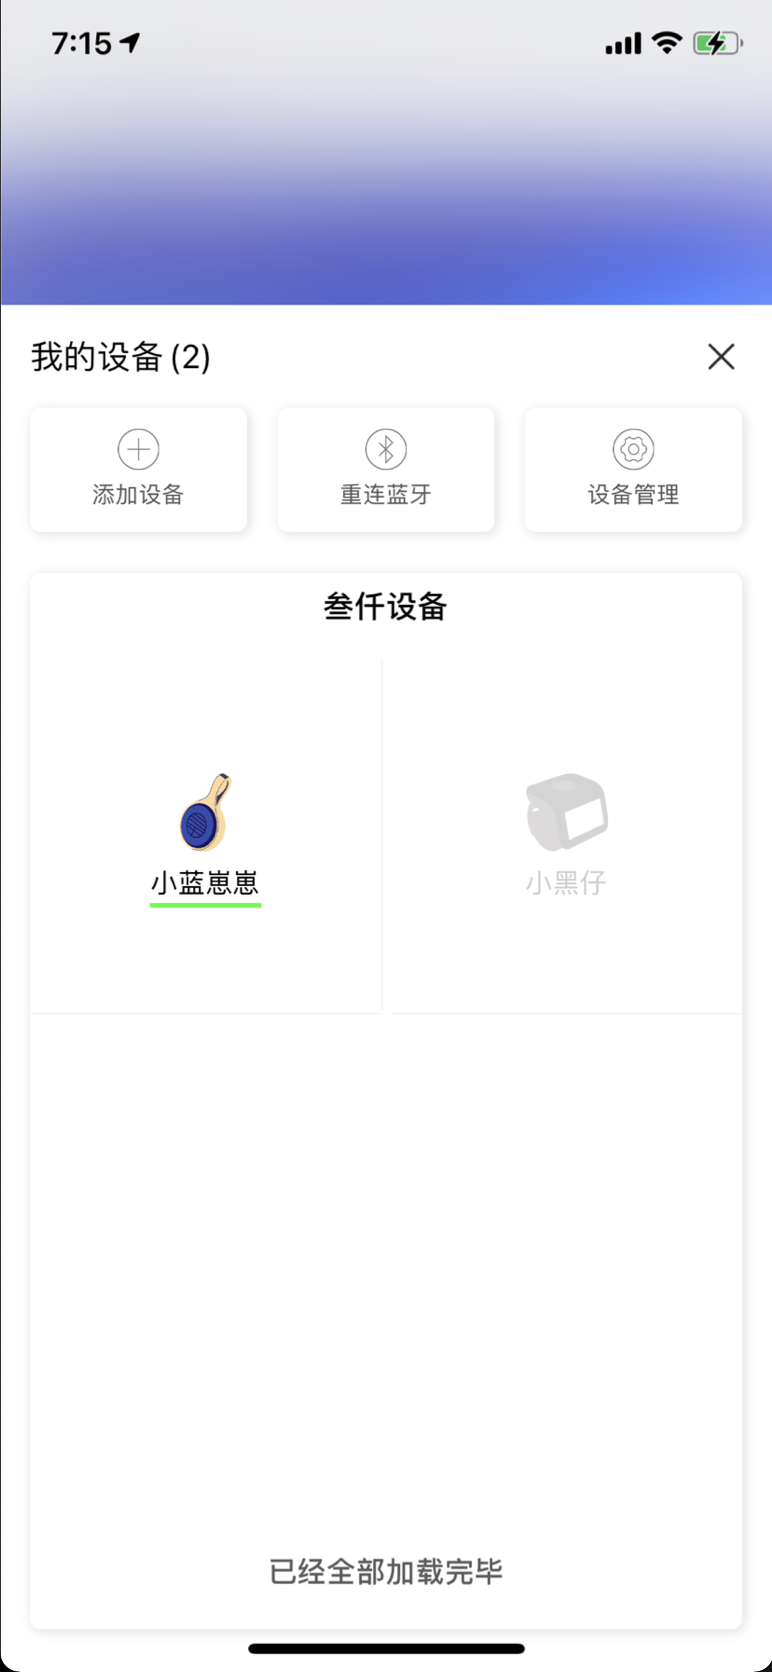 7:15
我的设备 (2)
添加设备
重连蓝牙
设备管理
叁仟设备
小蓝崽崽
小黑仔
已经全部加载完毕